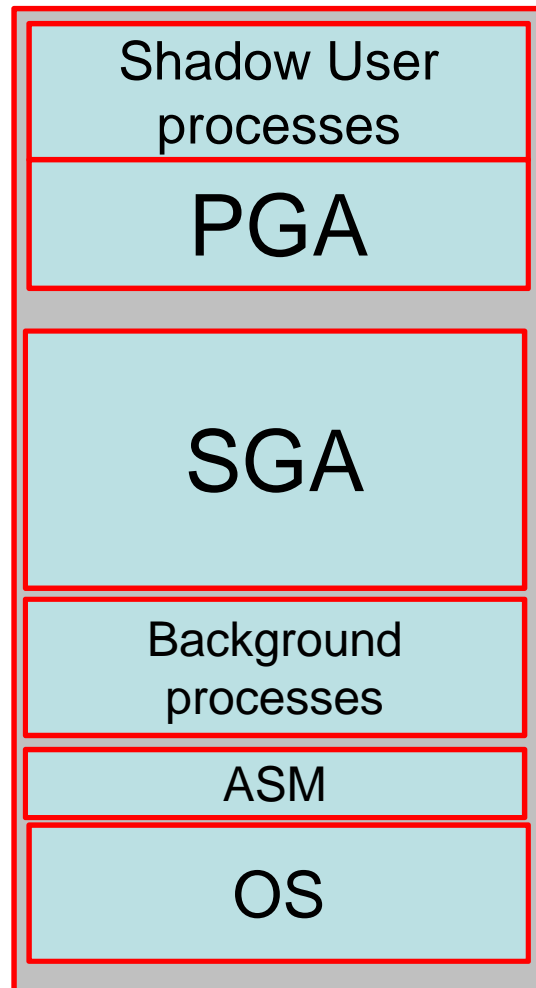 Shadow User
processes
PGA
SGA
Background
processes
ASM
OS